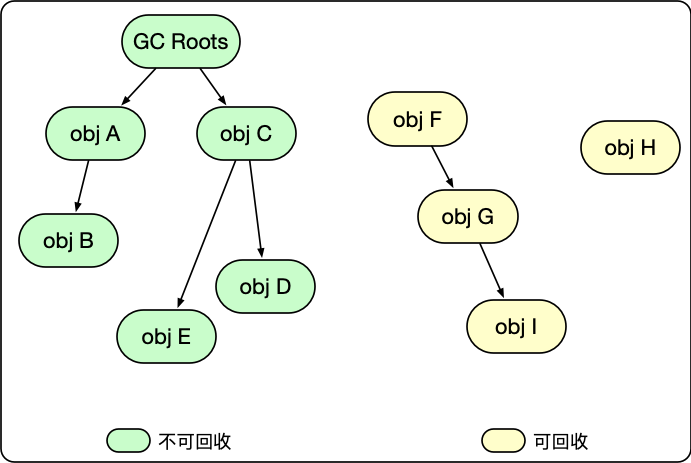 GC Roots
obj A
obj C
obj B
obj D
obj E
obj F
obj H
obj G
obj I
不可回收
可回收